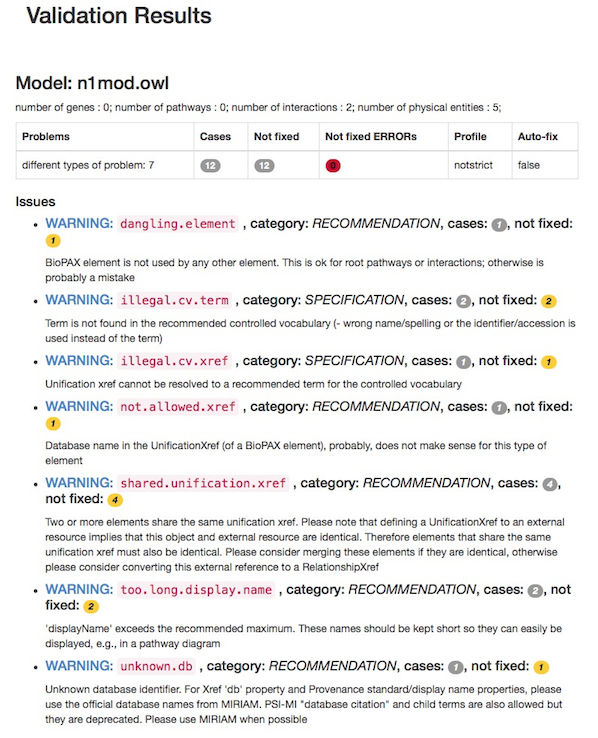 Validation Results
Model: n1mod.owl
number of genes : 0; number of pathways : 0; number of interactions : 2; number of physical entities : 5;
Problems Cases Not fixed Not fixed ERRORs Profile Auto-fix
different types of problem: 7 12 12 0 notstrict false
Issues
• WARNING: dangling.element , category: RECOMMENDATION, cases: 1, not fixed:
1
BioPAX element is not used by any other element. This is ok for root pathways or interactions; otherwise is
probably a mistake
• WARNING: illegal.cv.term , category: SPECIFICATION, cases: 2, not fixed: 2
Term is not found in the recommended controlled vocabulary (- wrong name/spelling or the identifier/accession is
used instead of the term)
• WARNING: illegal.cv.xref , category: SPECIFICATION, cases: 1, not fixed: 1
Unification xref cannot be resolved to a recommended term for the controlled vocabulary
• WARNING: not.allowed.xref , category: RECOMMENDATION, cases: 1, not fixed:
1
Database name in the UnificationXref (of a BioPAX element), probably, does not make sense for this type of
element
• WARNING: shared.unification.xref , category: RECOMMENDATION, cases: 4,
not fixed: 4
Two or more elements share the same unification xref. Please note that defining a UnificationXref to an external
resource implies that this object and external resource are identical. Therefore elements that share the same
unification xref must also be identical. Please consider merging these elements if they are identical, otherwise
please consider converting this external reference to a RelationshipXref
• WARNING: too.long.display.name , category: RECOMMENDATION, cases: 2, not
fixed: 2
'displayName' exceeds the recommended maximum. These names should be kept short so they can easily be
displayed, e.g., in a pathway diagram
• WARNING: unknown.db , category: RECOMMENDATION, cases: 1, not fixed: 1
Unknown database identifier. For Xref 'db' property and Provenance standard/display name properties, please
use the official database names from MIRIAM. PSI-MI "database citation" and child terms are also allowed but
they are deprecated. Please use MIRIAM when possible